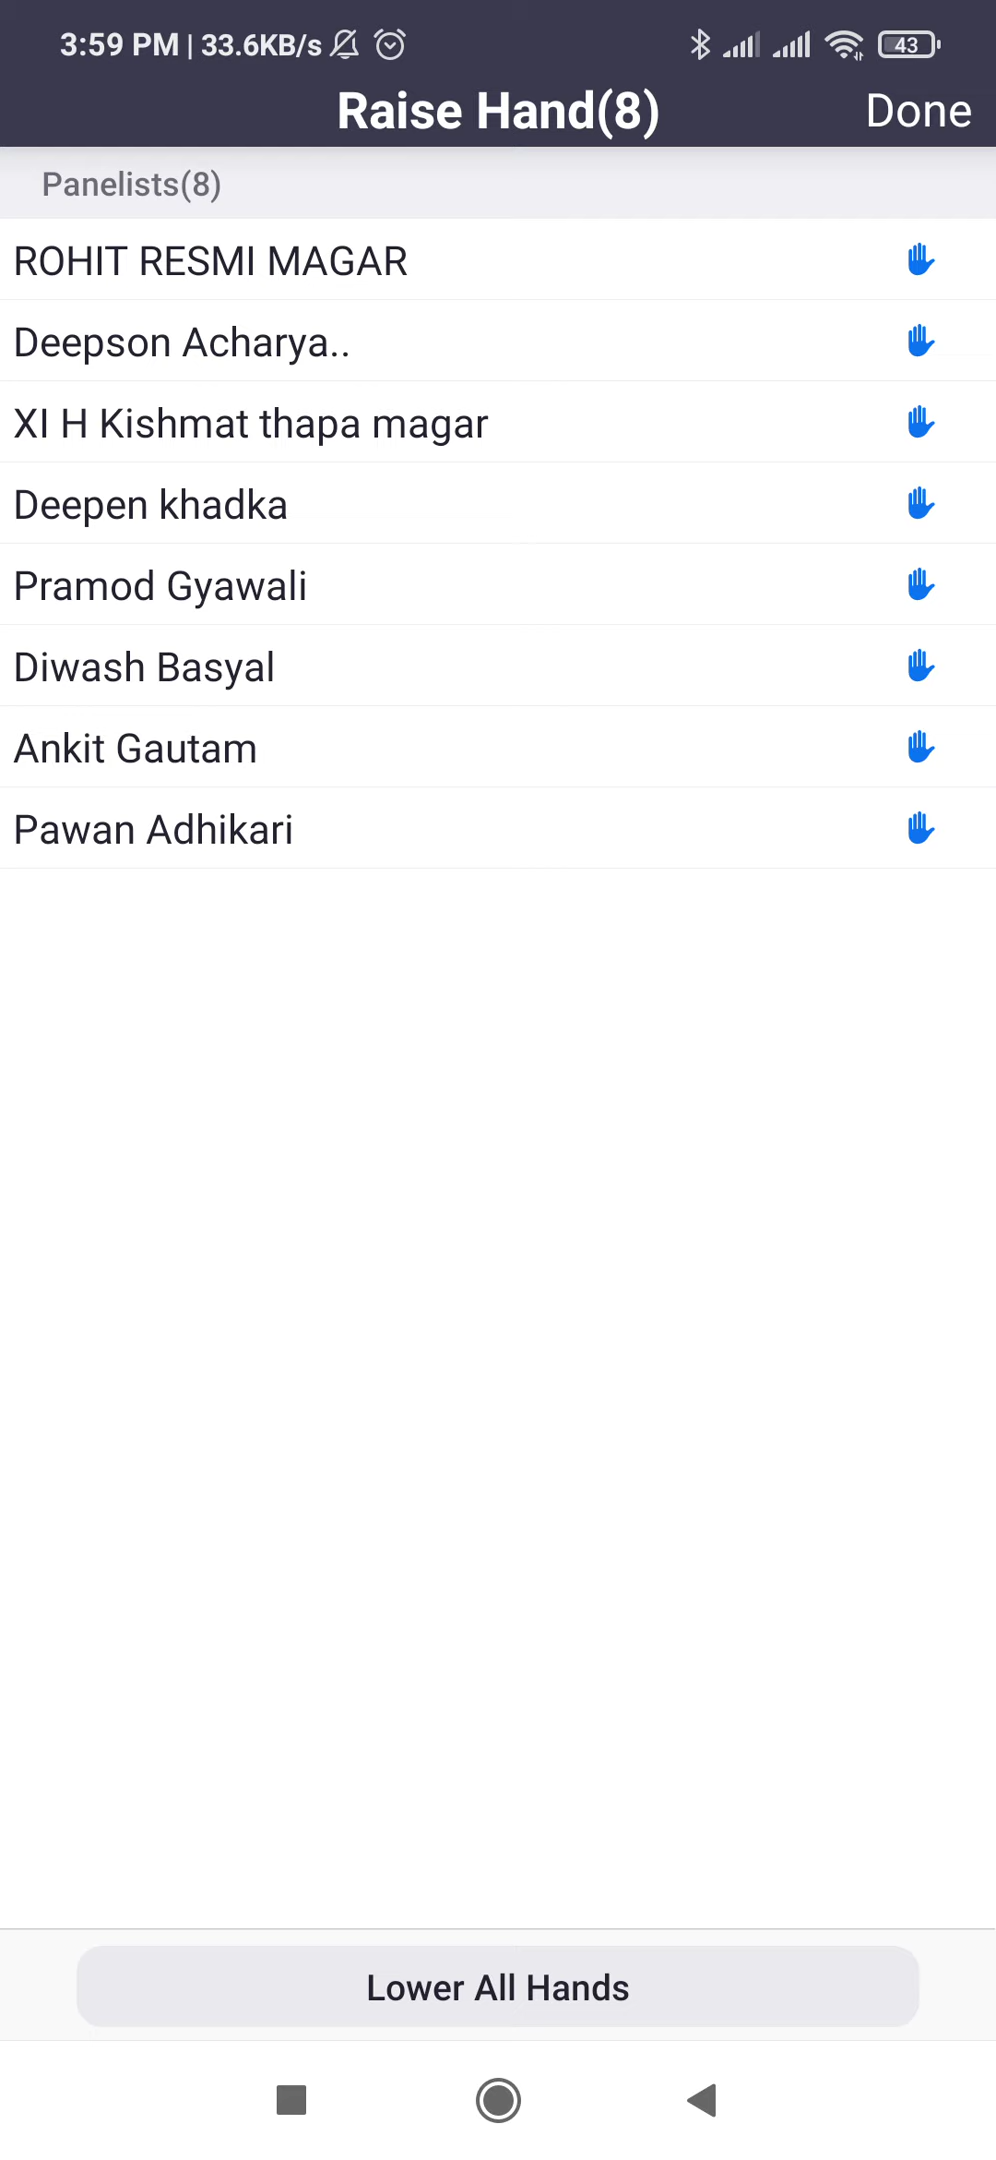 3:59 PM | 33.6KB/s 43
Raise Hand(8) Done
Panelists(8)
ROHIT RESMI MAGAR
Deepson Acharya..
XI H Kishmat thapa magar
Deepen khadka
Pramod Gyawali
Diwash Basyal
Ankit Gautam
Pawan Adhikari
Lower All Hands